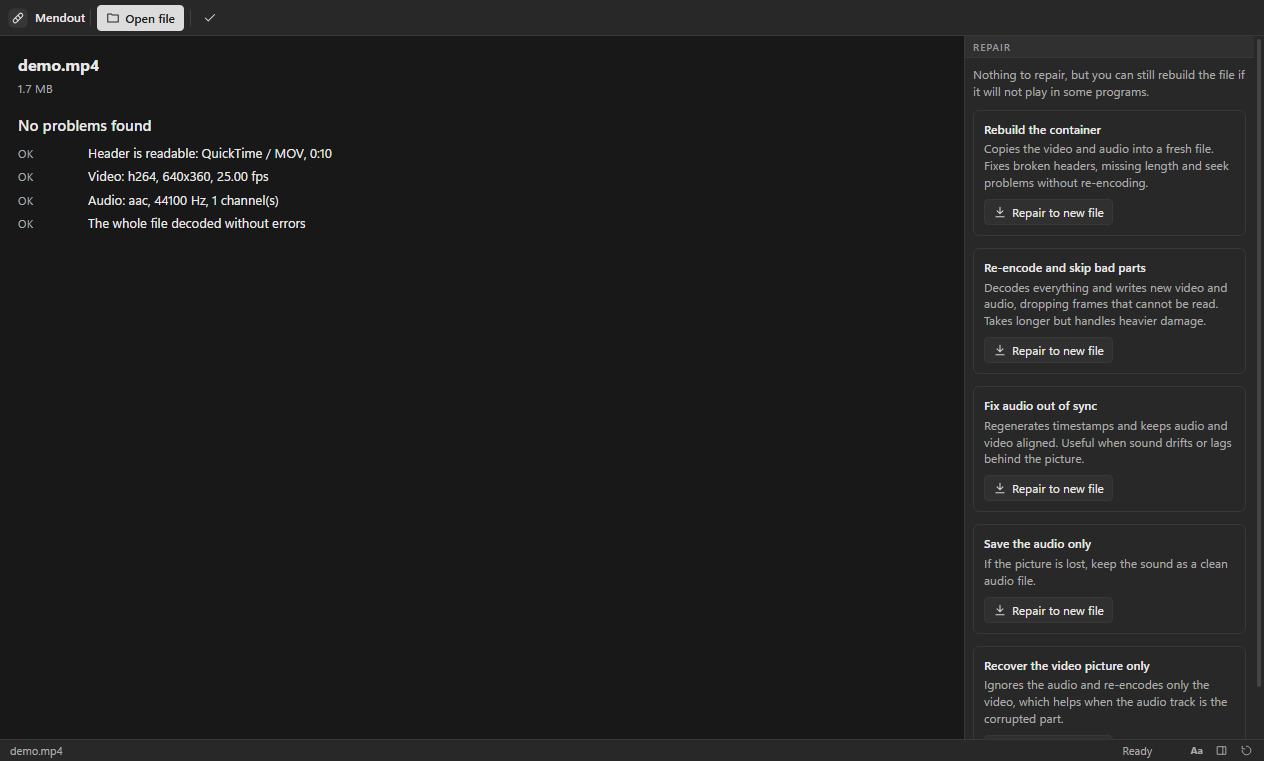 Mendout
Open file
demo.mp4
1.7 MB
No problems found
OK Header is readable: QuickTime / MOV, 0:10
OK Video: h264, 640x360, 25.00 fps
OK Audio: aac, 44100 Hz, 1 channel(s)
OK The whole file decoded without errors
REPAIR
Nothing to repair, but you can still rebuild the file if
it will not play in some programs.
Rebuild the container
Copies the video and audio into a fresh file.
Fixes broken headers, missing length and seek
problems without re-encoding.
Repair to new file
Re-encode and skip bad parts
Decodes everything and writes new video and
audio, dropping frames that cannot be read.
Takes longer but handles heavier damage.
Repair to new file
Fix audio out of sync
Regenerates timestamps and keeps audio and
video aligned. Useful when sound drifts or lags
behind the picture.
Repair to new file
Save the audio only
If the picture is lost, keep the sound as a clean
audio file.
Repair to new file
Recover the video picture only
Ignores the audio and re-encodes only the
video, which helps when the audio track is the
corrupted part.
demo.mp4
Ready
Aa